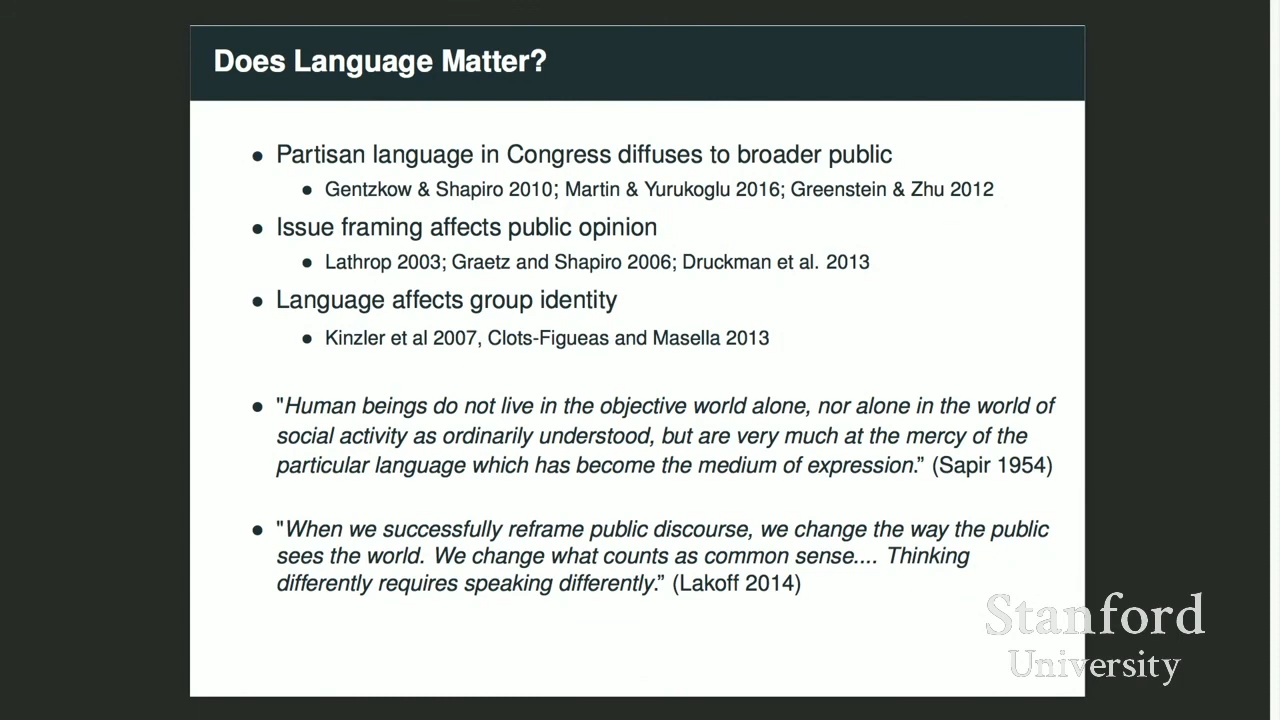 Does Language Matter?
• Partisan language in Congress diffuses to broader public
• Gentzkow & Shapiro 2010; Martin & Yurukoglu 2016; Greenstein & Zhu 2012
• Issue framing affects public opinion
• Lathrop 2003; Graetz and Shapiro 2006; Druckman et al. 2013
• Language affects group identity
• Kinzler et al 2007, Clots-Figueas and Masella 2013
• "Human beings do not live in the objective world alone, nor alone in the world of
social activity as ordinarily understood, but are very much at the mercy of the
particular language which has become the medium of expression.” (Sapir 1954)
• "When we successfully reframe public discourse, we change the way the public
sees the world. We change what counts as common sense.... Thinking
differently requires speaking differently.” (Lakoff 2014)
Stanford
University